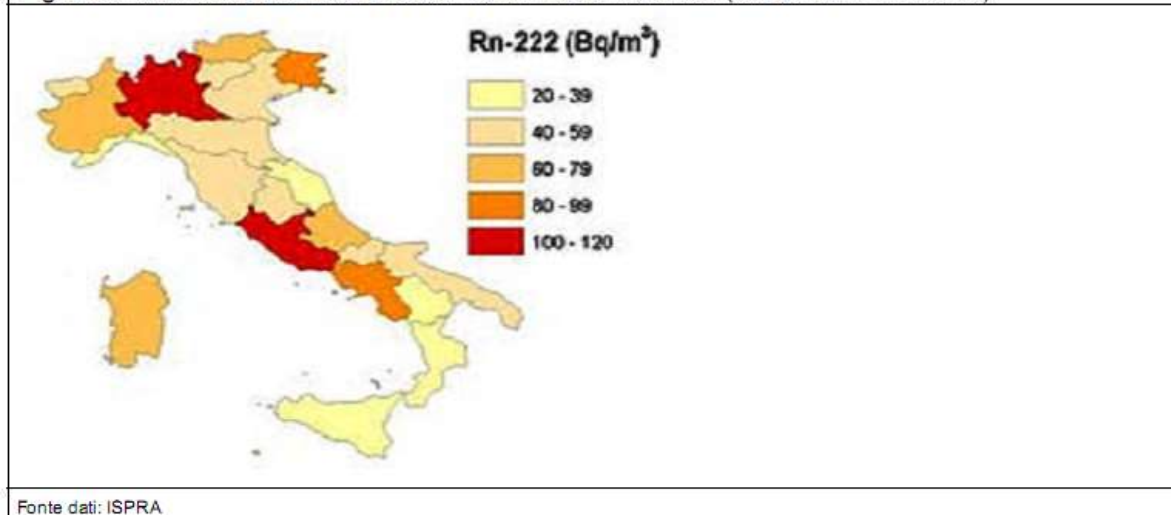 Rn-222 (Bq/m³)
20 - 39
40 - 59
60 - 79
80 - 99
100 - 120
Fonte dati: ISPRA